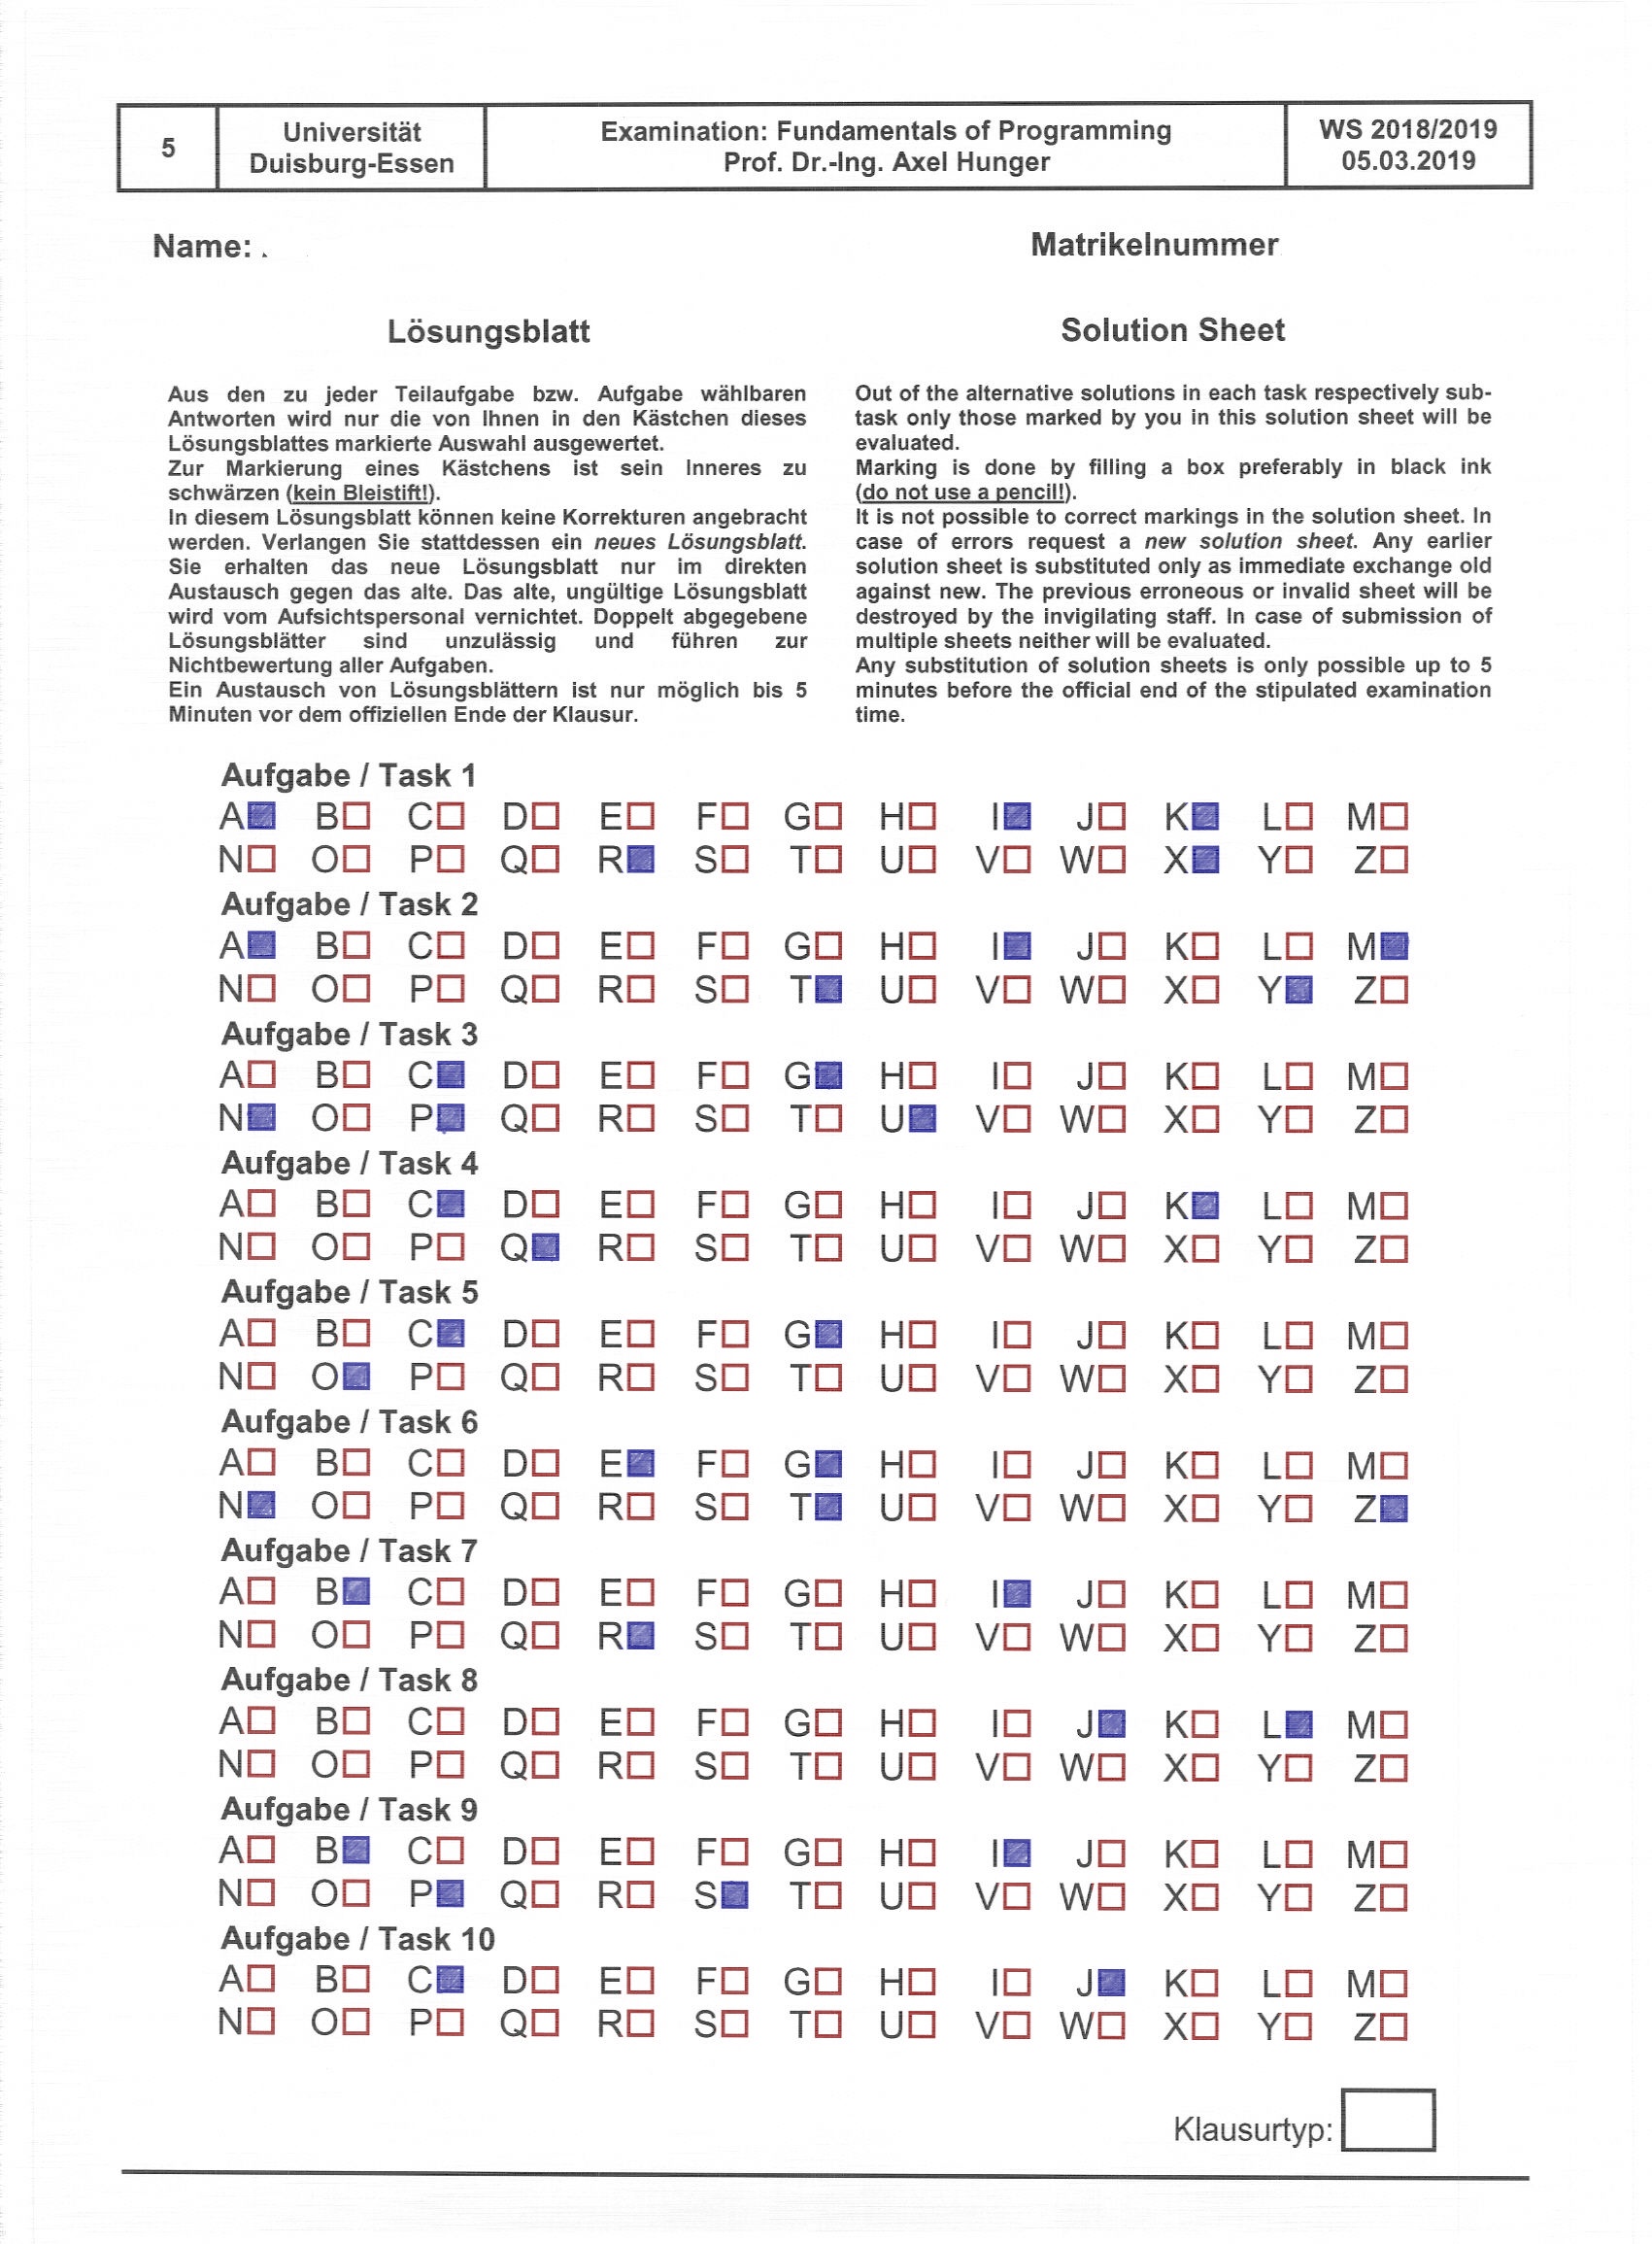 5
Universität
Duisburg-Essen
Examination: Fundamentals of Programming
Prof. Dr.-Ing. Axel Hunger
WS 2018/2019
05.03.2019
Name: .
Matrikelnummer
Lösungsblatt
Aus den zu jeder Teilaufgabe bzw. Aufgabe wählbaren
Antworten wird nur die von Ihnen in den Kästchen dieses
Lösungsblattes markierte Auswahl ausgewertet.
Zur Markierung eines Kästchens ist sein Inneres zu
schwärzen (kein Bleistift!).
In diesem Lösungsblatt können keine Korrekturen angebracht
werden. Verlangen Sie stattdessen ein neues Lösungsblatt.
Sie erhalten das neue Lösungsblatt nur im direkten
Austausch gegen das alte. Das alte, ungültige Lösungsblatt
wird vom Aufsichtspersonal vernichtet. Doppelt abgegebene
Lösungsblätter sind unzulässig und führen zur
Nichtbewertung aller Aufgaben.
Ein Austausch von Lösungsblättern ist nur möglich bis 5
Minuten vor dem offiziellen Ende der Klausur.
Solution Sheet
Out of the alternative solutions in each task respectively sub-
task only those marked by you in this solution sheet will be
evaluated.
Marking is done by filling a box preferably in black ink
(do not use a pencil!).
It is not possible to correct markings in the solution sheet. In
case of errors request a new solution sheet. Any earlier
solution sheet is substituted only as immediate exchange old
against new. The previous erroneous or invalid sheet will be
destroyed by the invigilating staff. In case of submission of
multiple sheets neither will be evaluated.
Any substitution of solution sheets is only possible up to 5
minutes before the official end of the stipulated examination
time.
Aufgabe / Task 1
A B C D E F G H I J K L M
N O P Q R S T U V W X Y Z
Aufgabe / Task 2
A B C D E F G H I J K L M
N O P Q R S T U V W X Y Z
Aufgabe / Task 3
A B C D E F G H I J K L M
N O P Q R S T U V W X Y Z
Aufgabe / Task 4
A B C D E F G H I J K L M
N O P Q R S T U V W X Y Z
Aufgabe / Task 5
A B C D E F G H I J K L M
N O P Q R S T U V W X Y Z
Aufgabe / Task 6
A B C D E F G H I J K L M
N O P Q R S T U V W X Y Z
Aufgabe / Task 7
A B C D E F G H I J K L M
N O P Q R S T U V W X Y Z
Aufgabe / Task 8
A B C D E F G H I J K L M
N O P Q R S T U V W X Y Z
Aufgabe / Task 9
A B C D E F G H I J K L M
N O P Q R S T U V W X Y Z
Aufgabe / Task 10
A B C D E F G H I J K L M
N O P Q R S T U V W X Y Z
Klausurtyp: